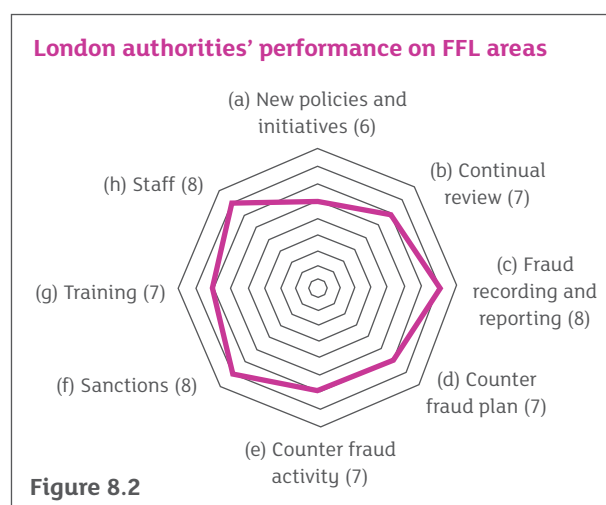 London authorities’ performance on FFL areas
(a) New policies and
initiatives (6)
(b) Continual
review (7)
(c) Fraud
recording and
reporting (8)
(d) Counter
fraud plan (7)
(e) Counter fraud
activity (7)
(f) Sanctions (8)
(g) Training (7)
(h) Staff (8)
Figure 8.2